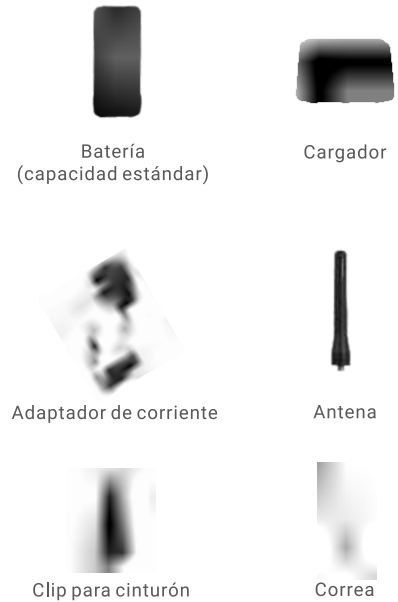 Batería
(capacidad estándar)
Cargador
Adaptador de corriente
Antena
Clip para cinturón
Correa